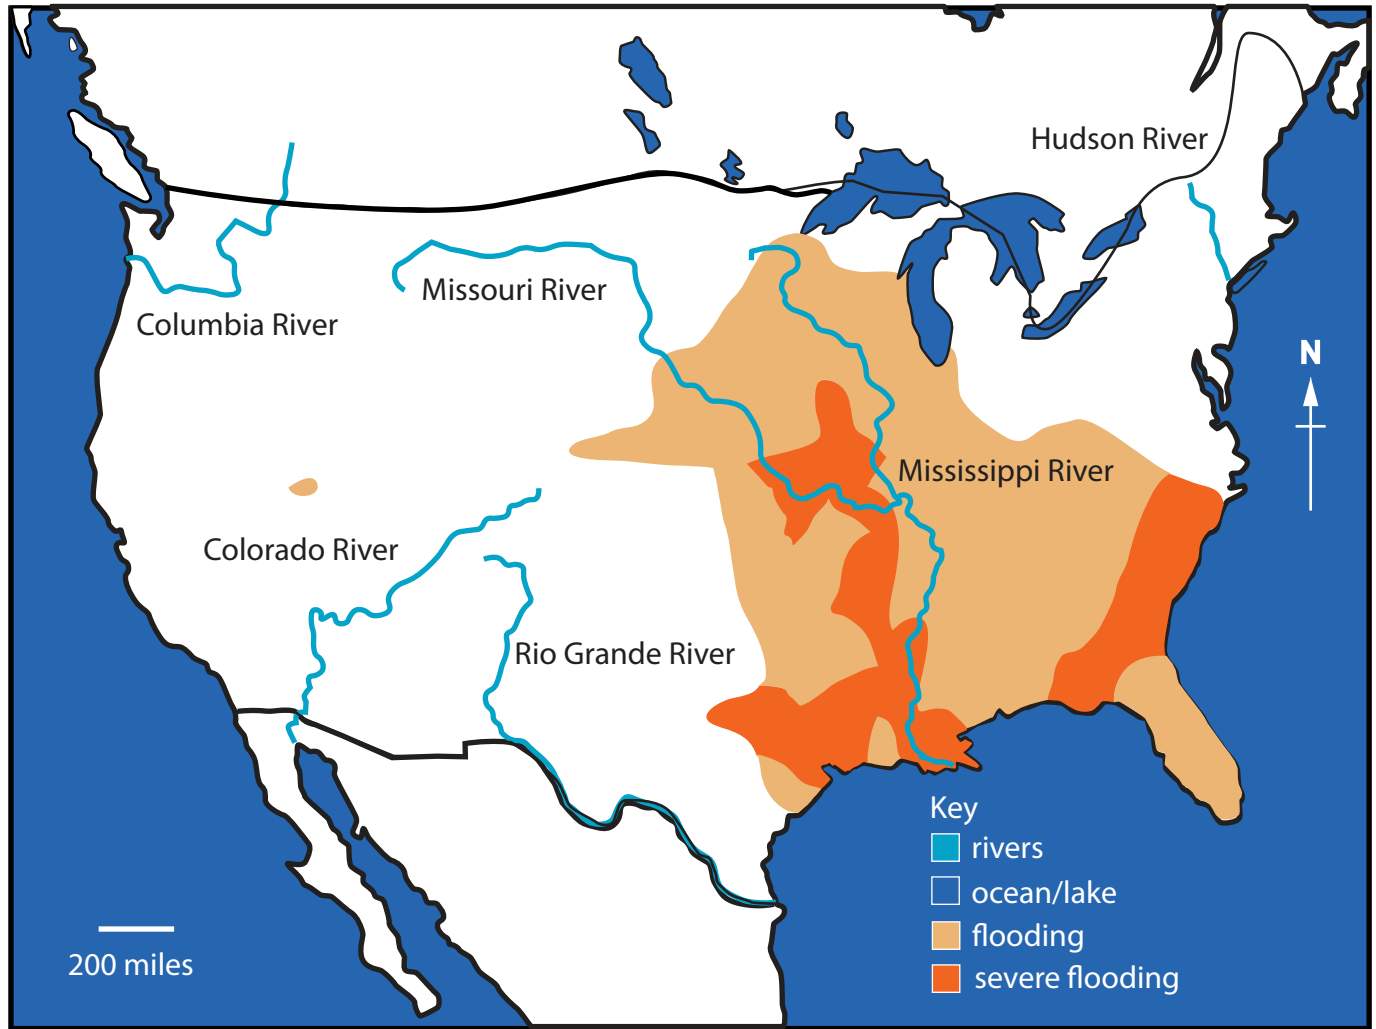 Hudson River
Missouri River
Columbia River
N
Mississippi River
Colorado River
Rio Grande River
Key
rivers
ocean/lake
flooding
severe flooding
200 miles